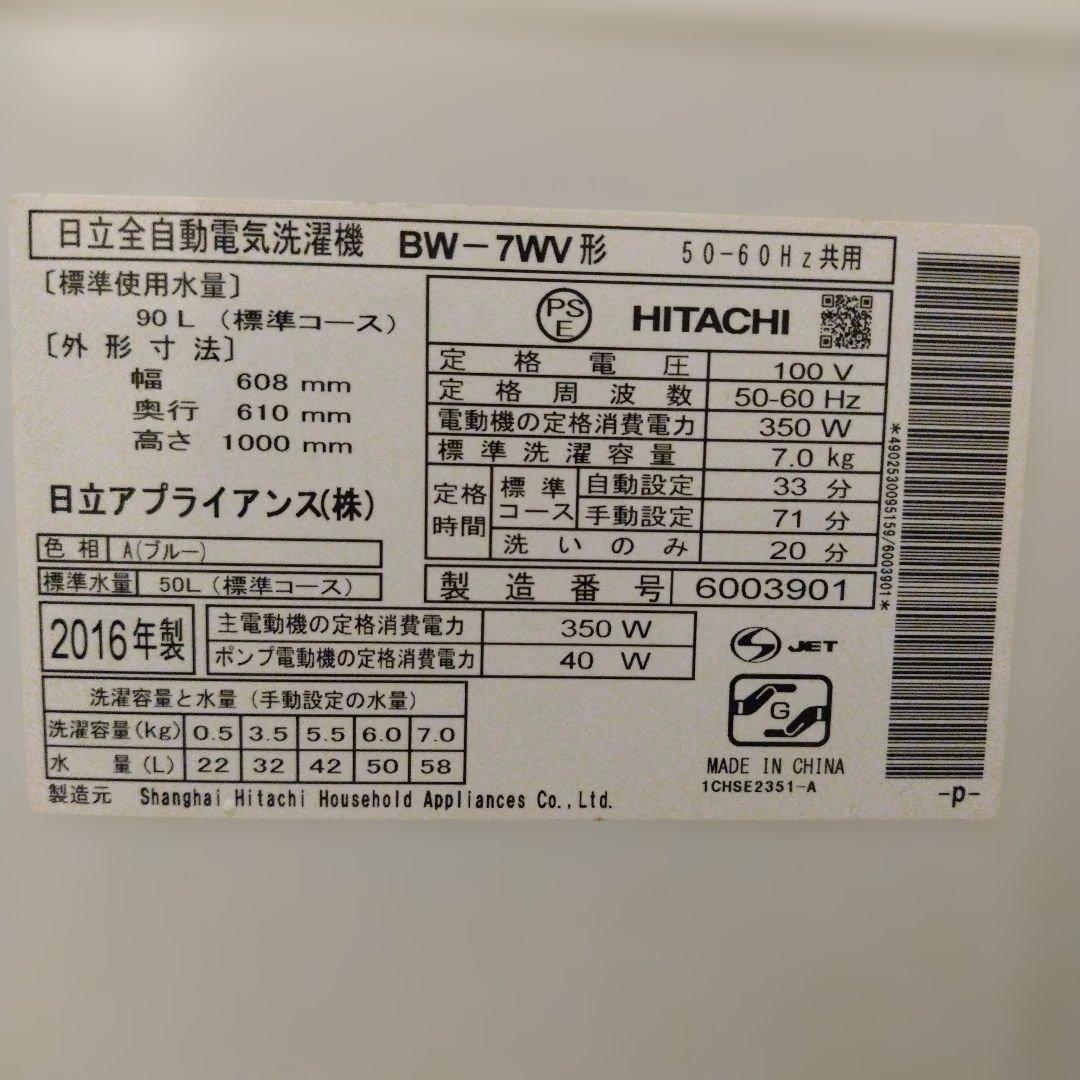 日立全自動電気洗濯機 BW-7WV形 50-60Hz共用
〔標準使用水量〕
90 L (標準コース)
〔外形寸法〕
幅 608 mm
奥行 610 mm
高さ 1000 mm
日立アプライアンス(株)
色相 A(ブルー)
標準水量 50L (標準コース)
PS
E
HITACHI
定格電圧 100 V
定格周波数 50-60 Hz
電動機の定格消費電力 350 W
標準洗濯容量 7.0 kg
定格時間 標準コース 自動設定 33 分
手動設定 71 分
洗いのみ 20 分
製造番号 6003901
2016年製
主電動機の定格消費電力 350 W
ポンプ電動機の定格消費電力 40 W
洗濯容量と水量 (手動設定の水量)
洗濯容量(kg) 0.5 3.5 5.5 6.0 7.0
水量(L) 22 32 42 50 58
製造元 Shanghai Hitachi Household Appliances Co.,Ltd.
S JET
G
MADE IN CHINA
1CHSE2351-A
*4902530095159/6003901*
-p-